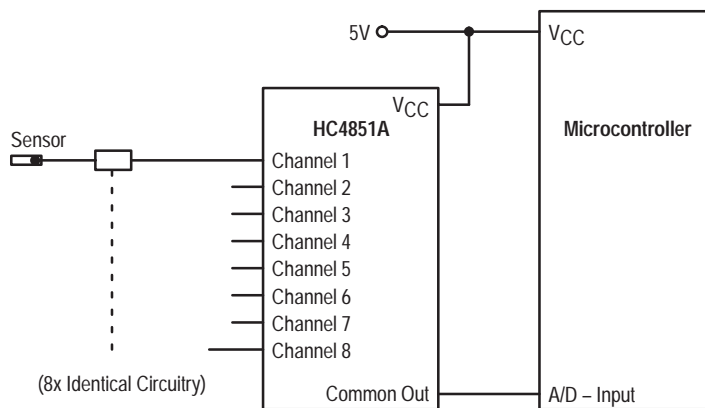 5V
VCC
VCC
HC4851A
Microcontroller
Sensor
Channel 1
Channel 2
Channel 3
Channel 4
Channel 5
Channel 6
Channel 7
Channel 8
(8x Identical Circuitry)
Common Out
A/D – Input